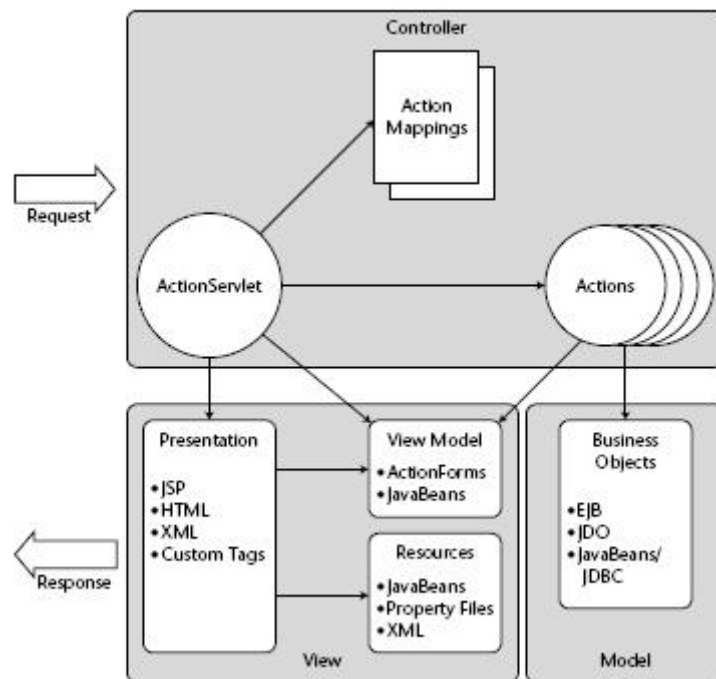 Controller
Action
Mappings
Request
ActionServlet
Actions
Presentation
•JSP
•HTML
•XML
•Custom Tags
View Model
•ActionForms
•JavaBeans
Resources
•JavaBeans
•Property Files
•XML
Business
Objects
•EJB
•JDO
•JavaBeans/
JDBC
Response
View
Model